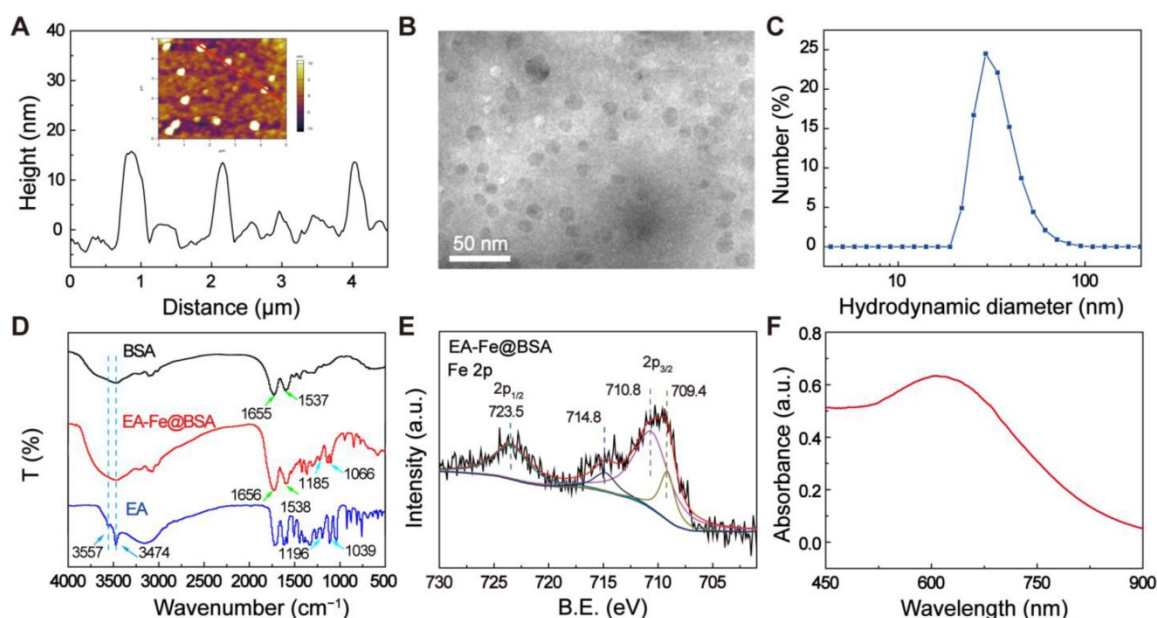 A
Height (nm)
40
30
20
10
0
0
1
2
3
4
Distance (μm)
B
50 nm
C
Number (%)
25
20
15
10
5
0
10
100
Hydrodynamic diameter (nm)
D
T (%)
BSA
1655
1537
EA-Fe@BSA
1185
1066
1656
1538
EA
3557
3474
1196
1039
4000 3500 3000 2500 2000 1500 1000 500
Wavenumber (cm⁻¹)
E
Intensity (a.u.)
EA-Fe@BSA
Fe 2p
2p3/2
710.8
709.4
2p1/2
723.5
714.8
730 725 720 715 710 705
B.E. (eV)
F
Absorbance (a.u.)
0.8
0.6
0.4
0.2
0.0
450
600
750
900
Wavelength (nm)